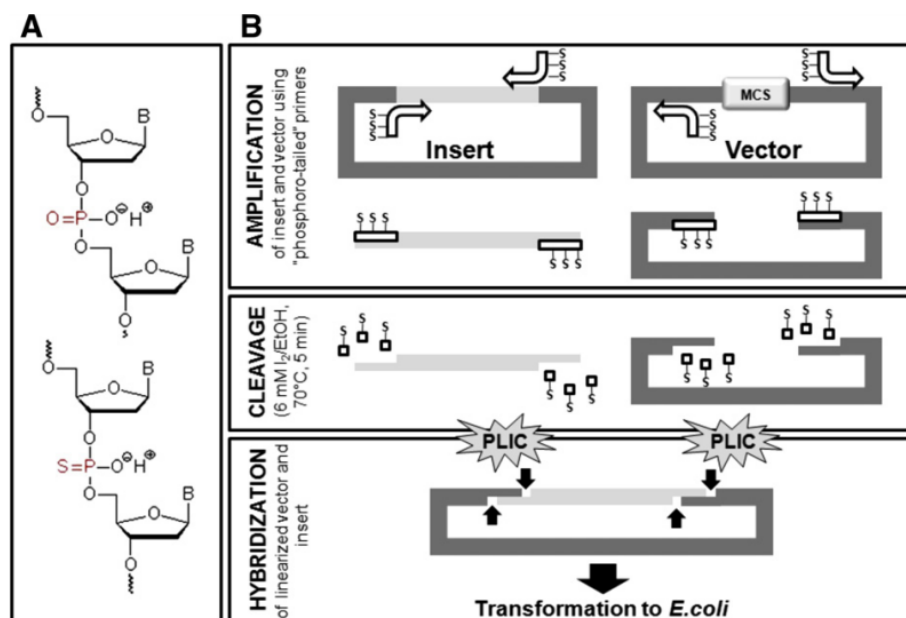 A
B
O
B
O
O
O=P-O⊖ H⊕
O
B
O
O
O
B
O
O
S=P-O⊖ H⊕
O
B
O
O
AMPLIFICATION
of insert and vector using
"phosphoro-tailed" primers
S
S
S
S
S
S
Insert
S
S
S
MCS
S
S
S
Vector
S S S
S S S
S S S
S S S
CLEAVAGE
(6 mM I₂/EtOH,
70°C, 5 min)
S S S
S S S
S S S
S S S
HYBRIDIZATION
of linearized vector and
insert
PLIC
PLIC
Transformation to E.coli